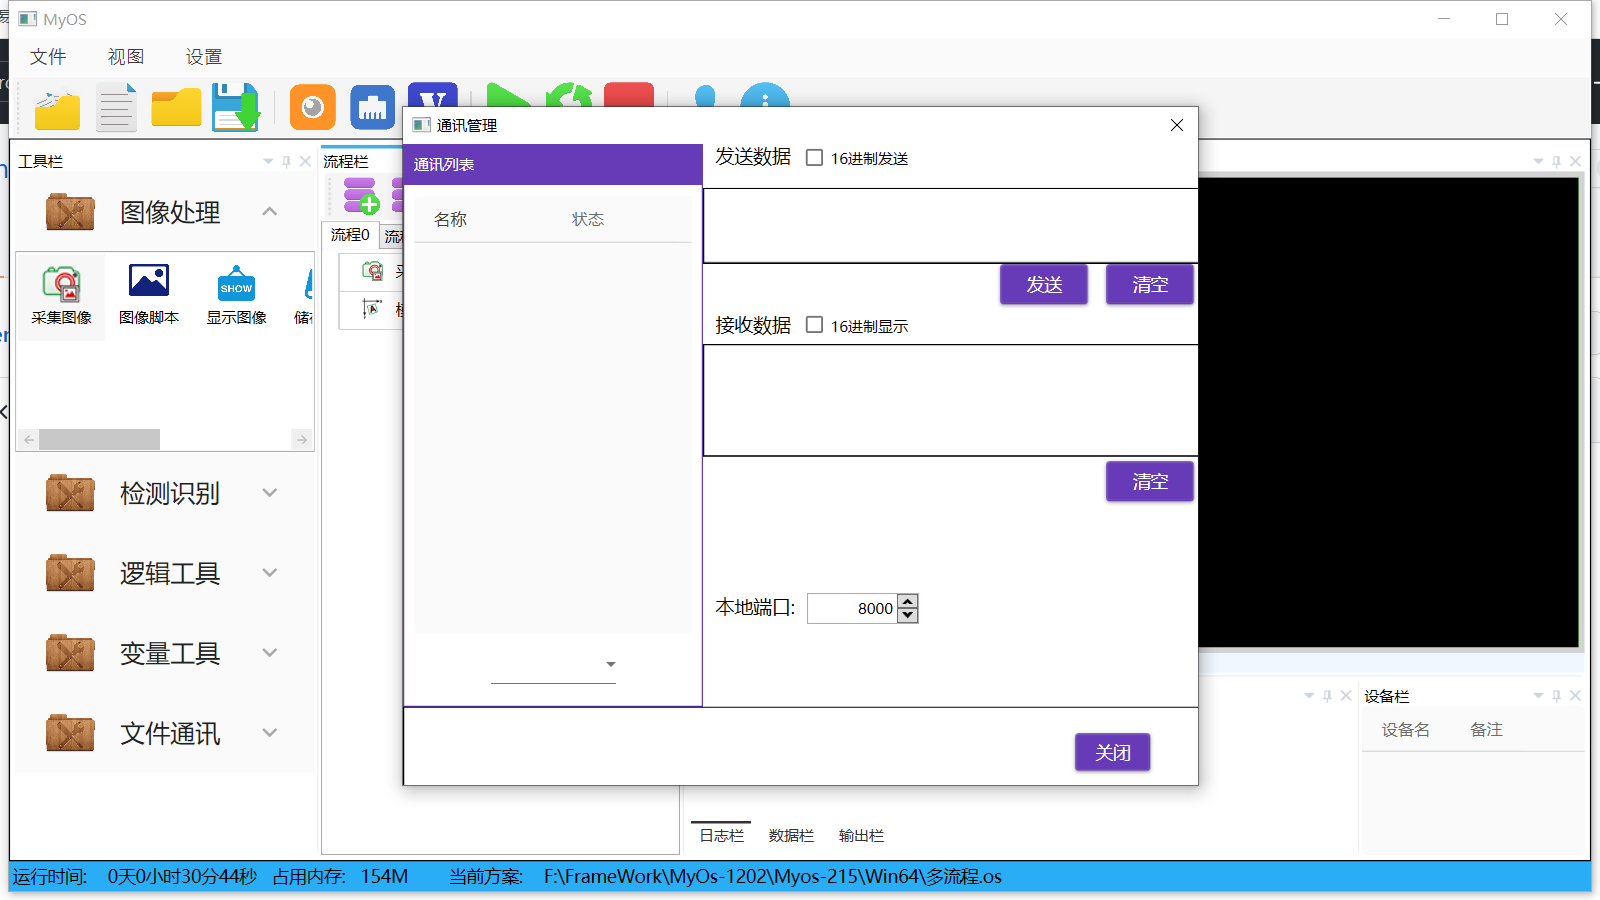 MyOS
文件 视图 设置
通讯管理
工具栏
流程栏
通讯列表
发送数据 16进制发送
图像处理
名称 状态
流程0
采集图像 图像脚本 SHOW 显示图像
发送 清空
接收数据 16进制显示
清空
检测识别
逻辑工具
本地端口: 8000
变量工具
文件通讯
设备栏
设备名 备注
关闭
日志栏 数据栏 输出栏
运行时间: 0天0小时30分44秒 占用内存: 154M 当前方案: F:\FrameWork\MyOs-1202\Myos-215\Win64\多流程.os